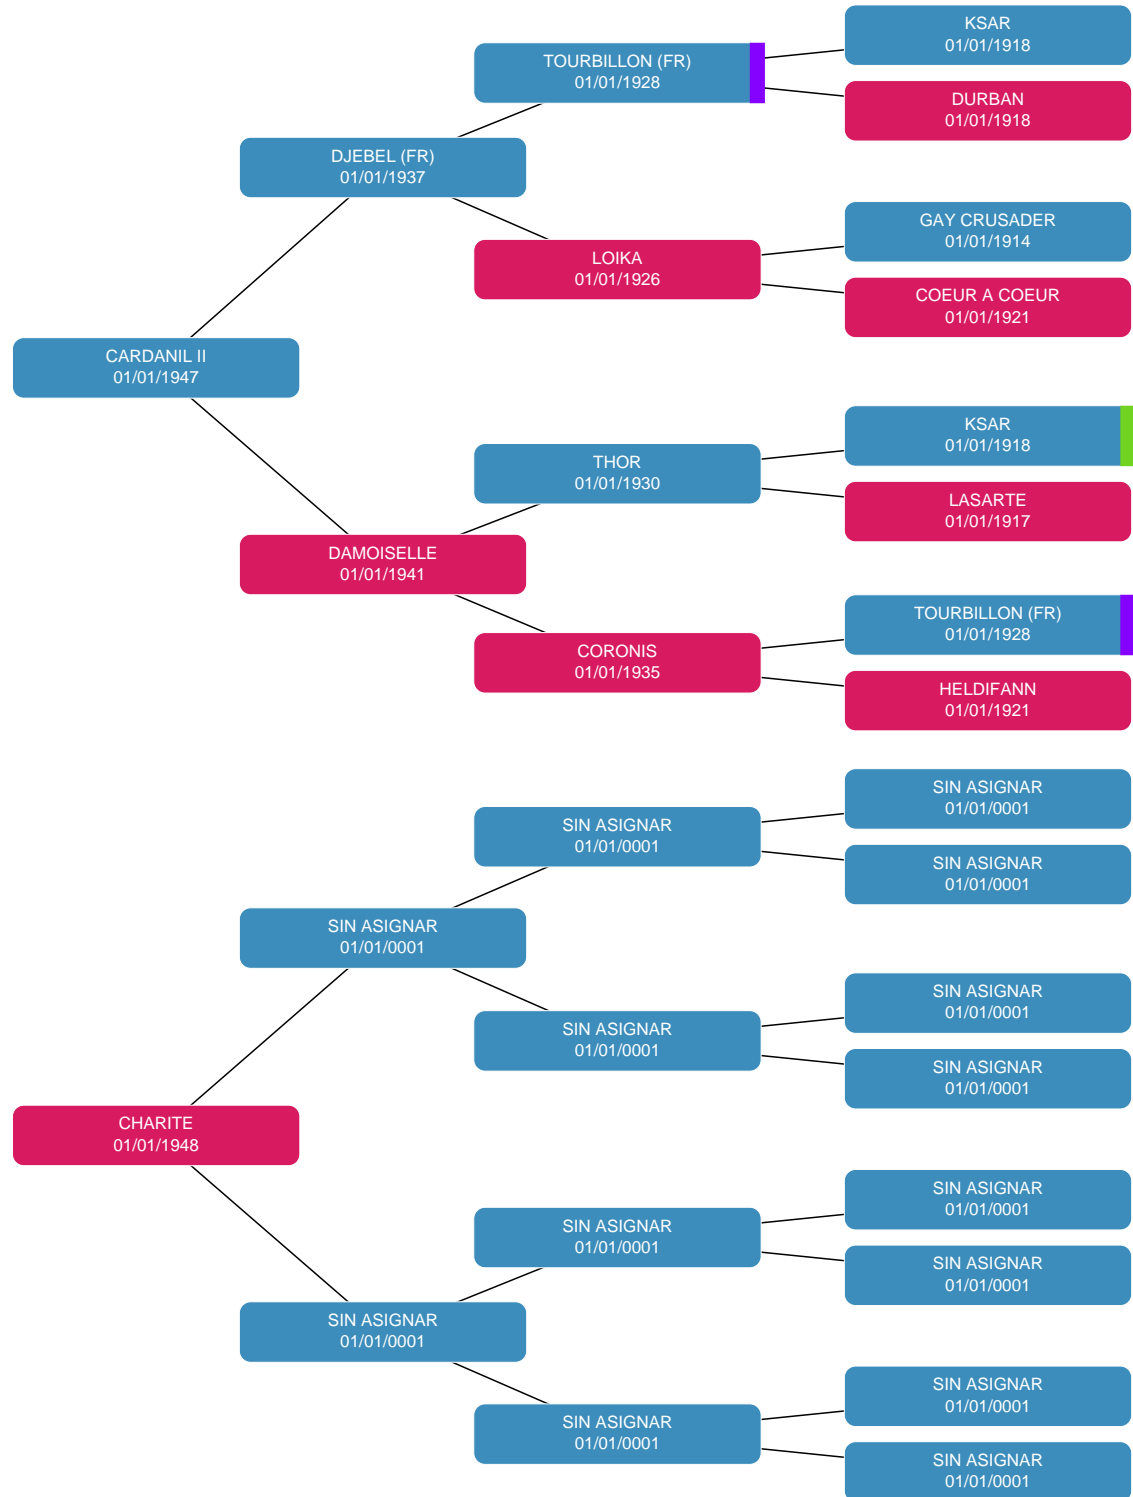 KSAR
01/01/1918
TOURBILLON (FR)
01/01/1928
DURBAN
01/01/1918
DJEBEL (FR)
01/01/1937
GAY CRUSADER
01/01/1914
LOIKA
01/01/1926
COEUR A COEUR
01/01/1921
CARDANIL II
01/01/1947
KSAR
01/01/1918
THOR
01/01/1930
LASARTE
01/01/1917
DAMOISELLE
01/01/1941
TOURBILLON (FR)
01/01/1928
CORONIS
01/01/1935
HELDIFANN
01/01/1921
SIN ASIGNAR
01/01/0001
SIN ASIGNAR
01/01/0001
SIN ASIGNAR
01/01/0001
SIN ASIGNAR
01/01/0001
SIN ASIGNAR
01/01/0001
SIN ASIGNAR
01/01/0001
SIN ASIGNAR
01/01/0001
CHARITE
01/01/1948
SIN ASIGNAR
01/01/0001
SIN ASIGNAR
01/01/0001
SIN ASIGNAR
01/01/0001
SIN ASIGNAR
01/01/0001
SIN ASIGNAR
01/01/0001
SIN ASIGNAR
01/01/0001
SIN ASIGNAR
01/01/0001